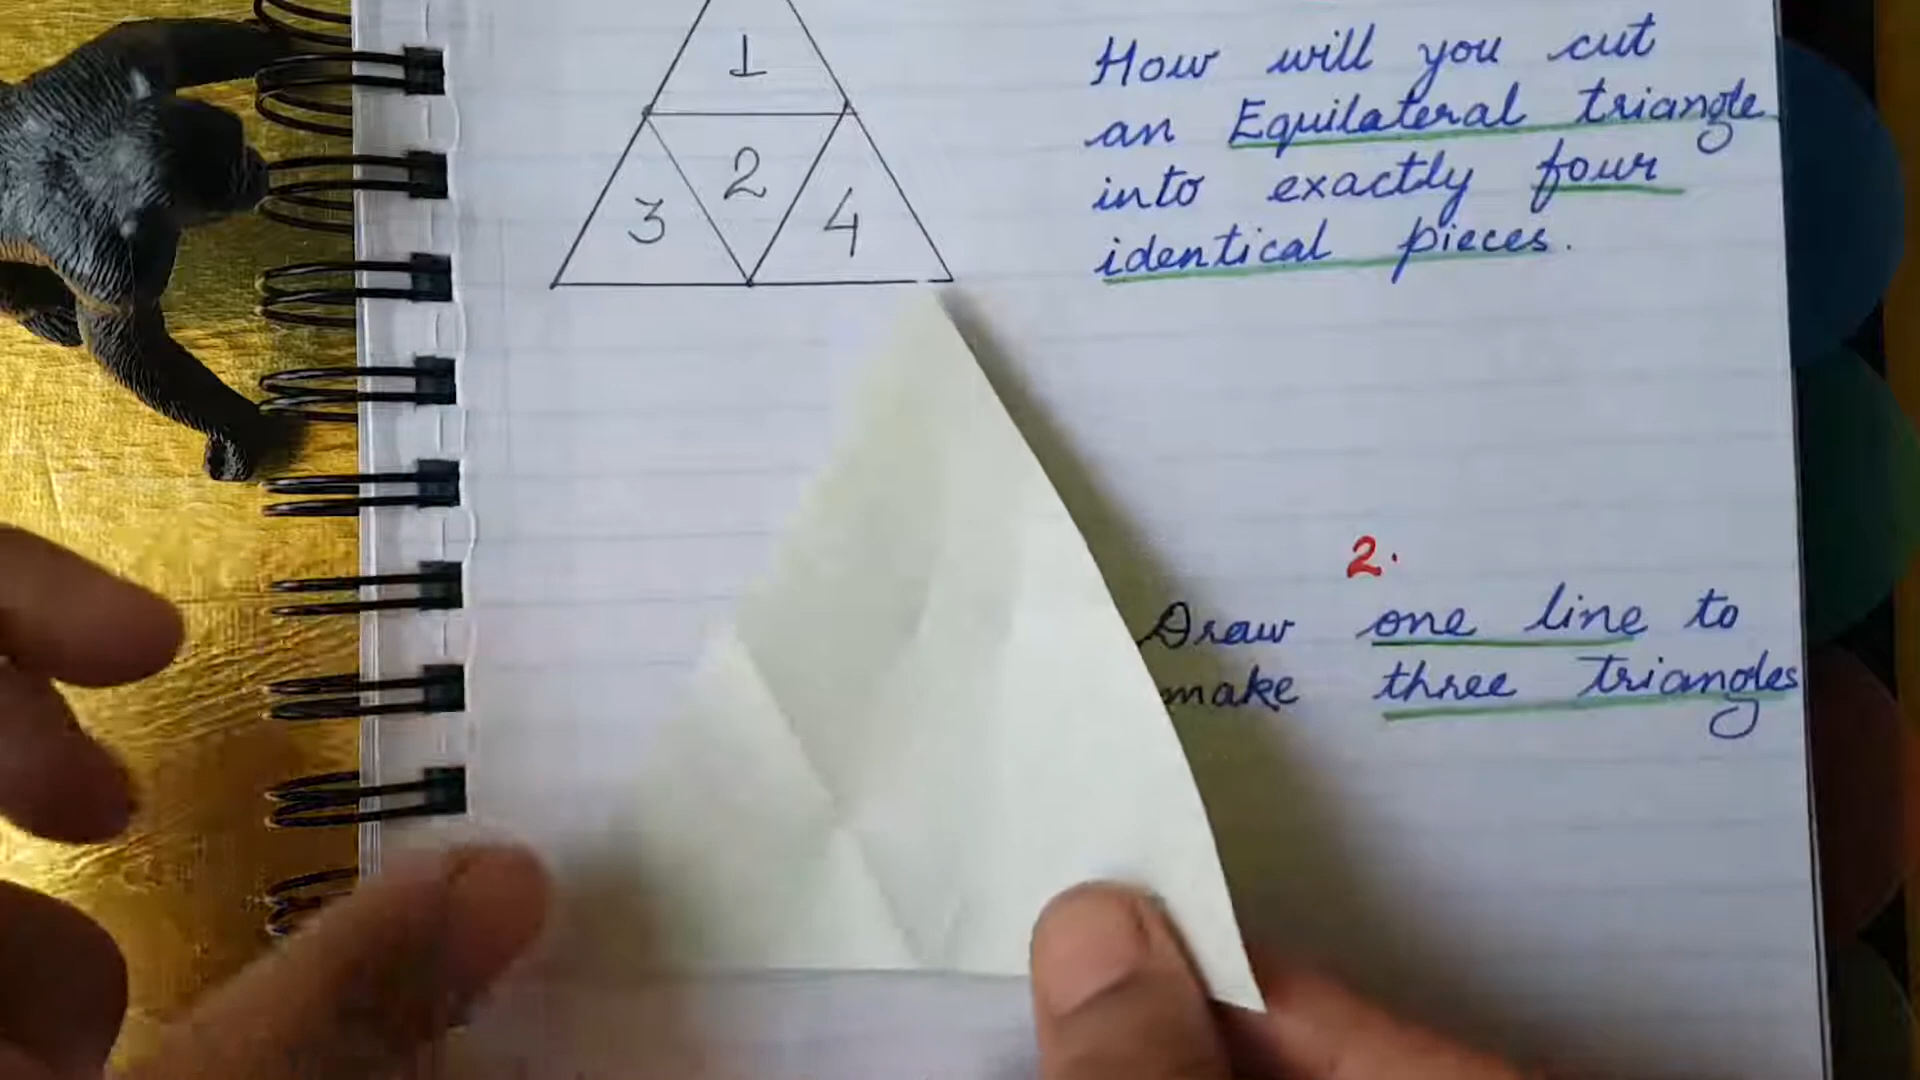 1
2
3
4
How will you cut
an Equilateral triangle
into exactly four
identical pieces.
2.
Draw one line to
make three triangles